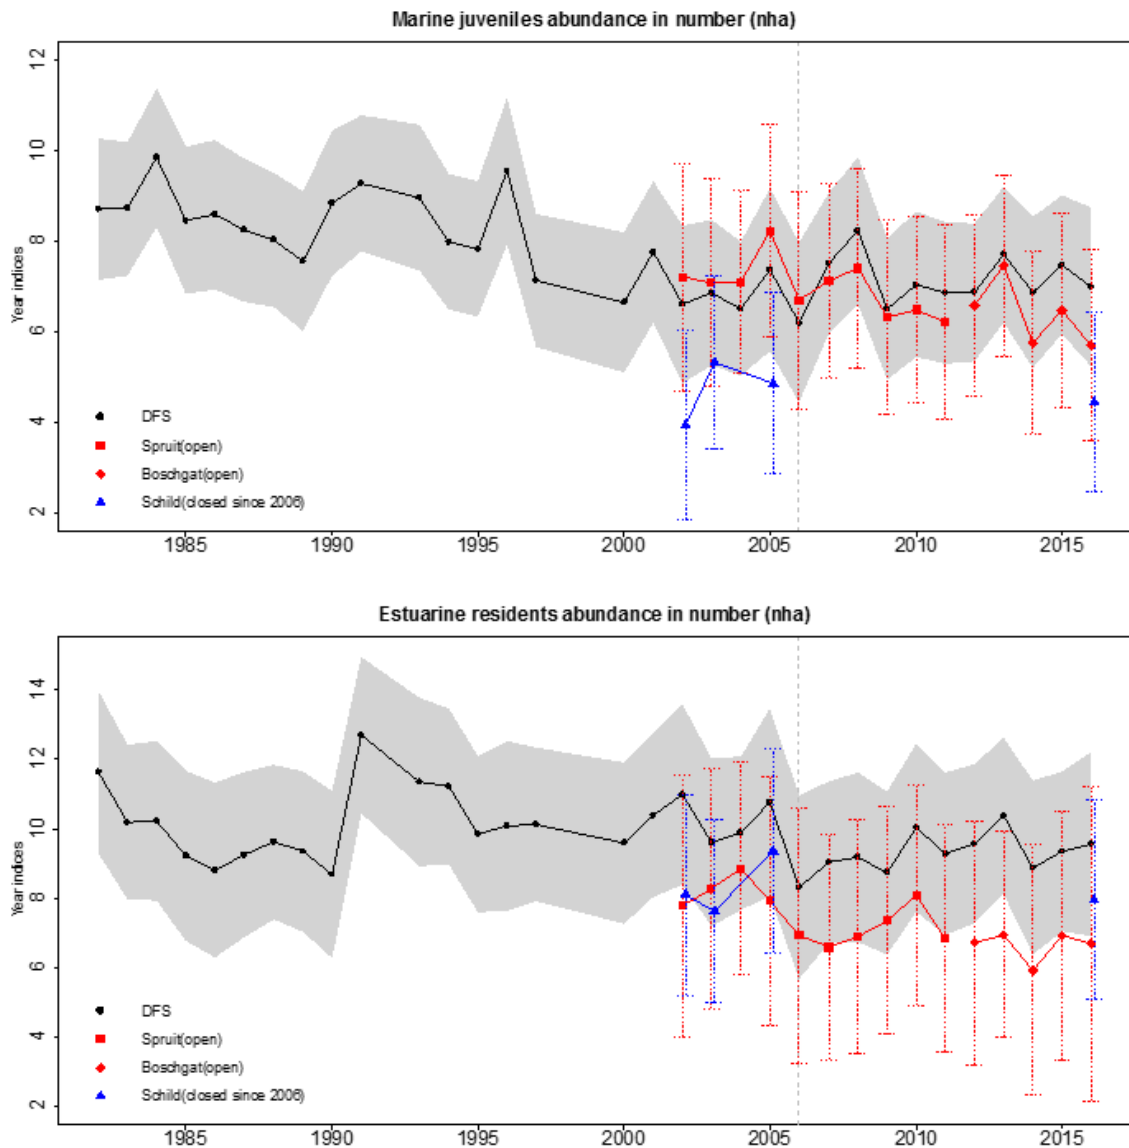 Marine juveniles abundance in number (nha)
12
10
8
6
4
2
Year indices
DFS
Spruit(open)
Boschgat(open)
Schild(closed since 2006)
1985 1990 1995 2000 2005 2010 2015
Estuarine residents abundance in number (nha)
14
12
10
8
6
4
2
Year indices
DFS
Spruit(open)
Boschgat(open)
Schild(closed since 2006)
1985 1990 1995 2000 2005 2010 2015